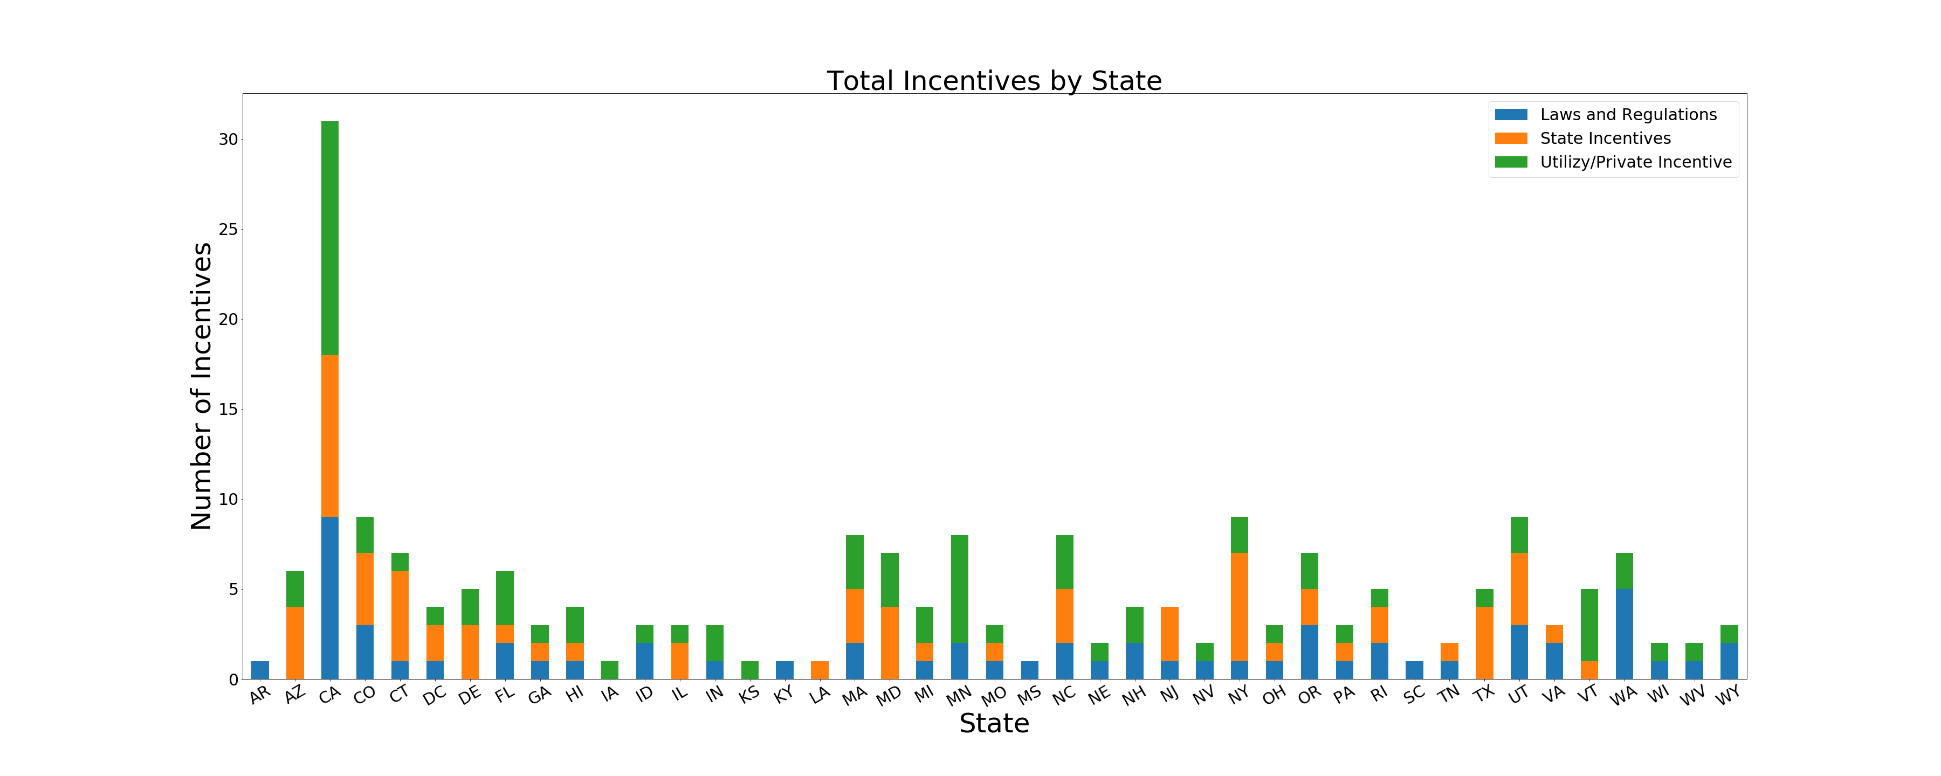 Total Incentives by State
Laws and Regulations
State Incentives
Utilizy/Private Incentive
Number of Incentives
30
25
20
15
10
5
0
AR AZ CA CO CT DC DE FL GA HI IA ID IL IN KS KY LA MA MD MI MN MO MS NC NE NH NJ NV NY OH OR PA RI SC TN TX UT VA VT WA WI WV WY
State